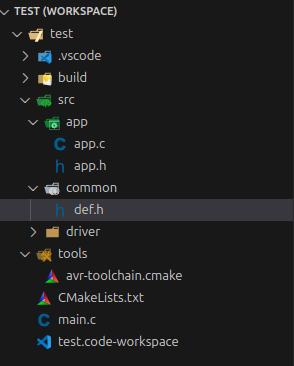 TEST (WORKSPACE)
test
.vscode
build
src
app
C app.c
h app.h
common
h def.h
driver
tools
avr-toolchain.cmake
CMakeLists.txt
C main.c
test.code-workspace